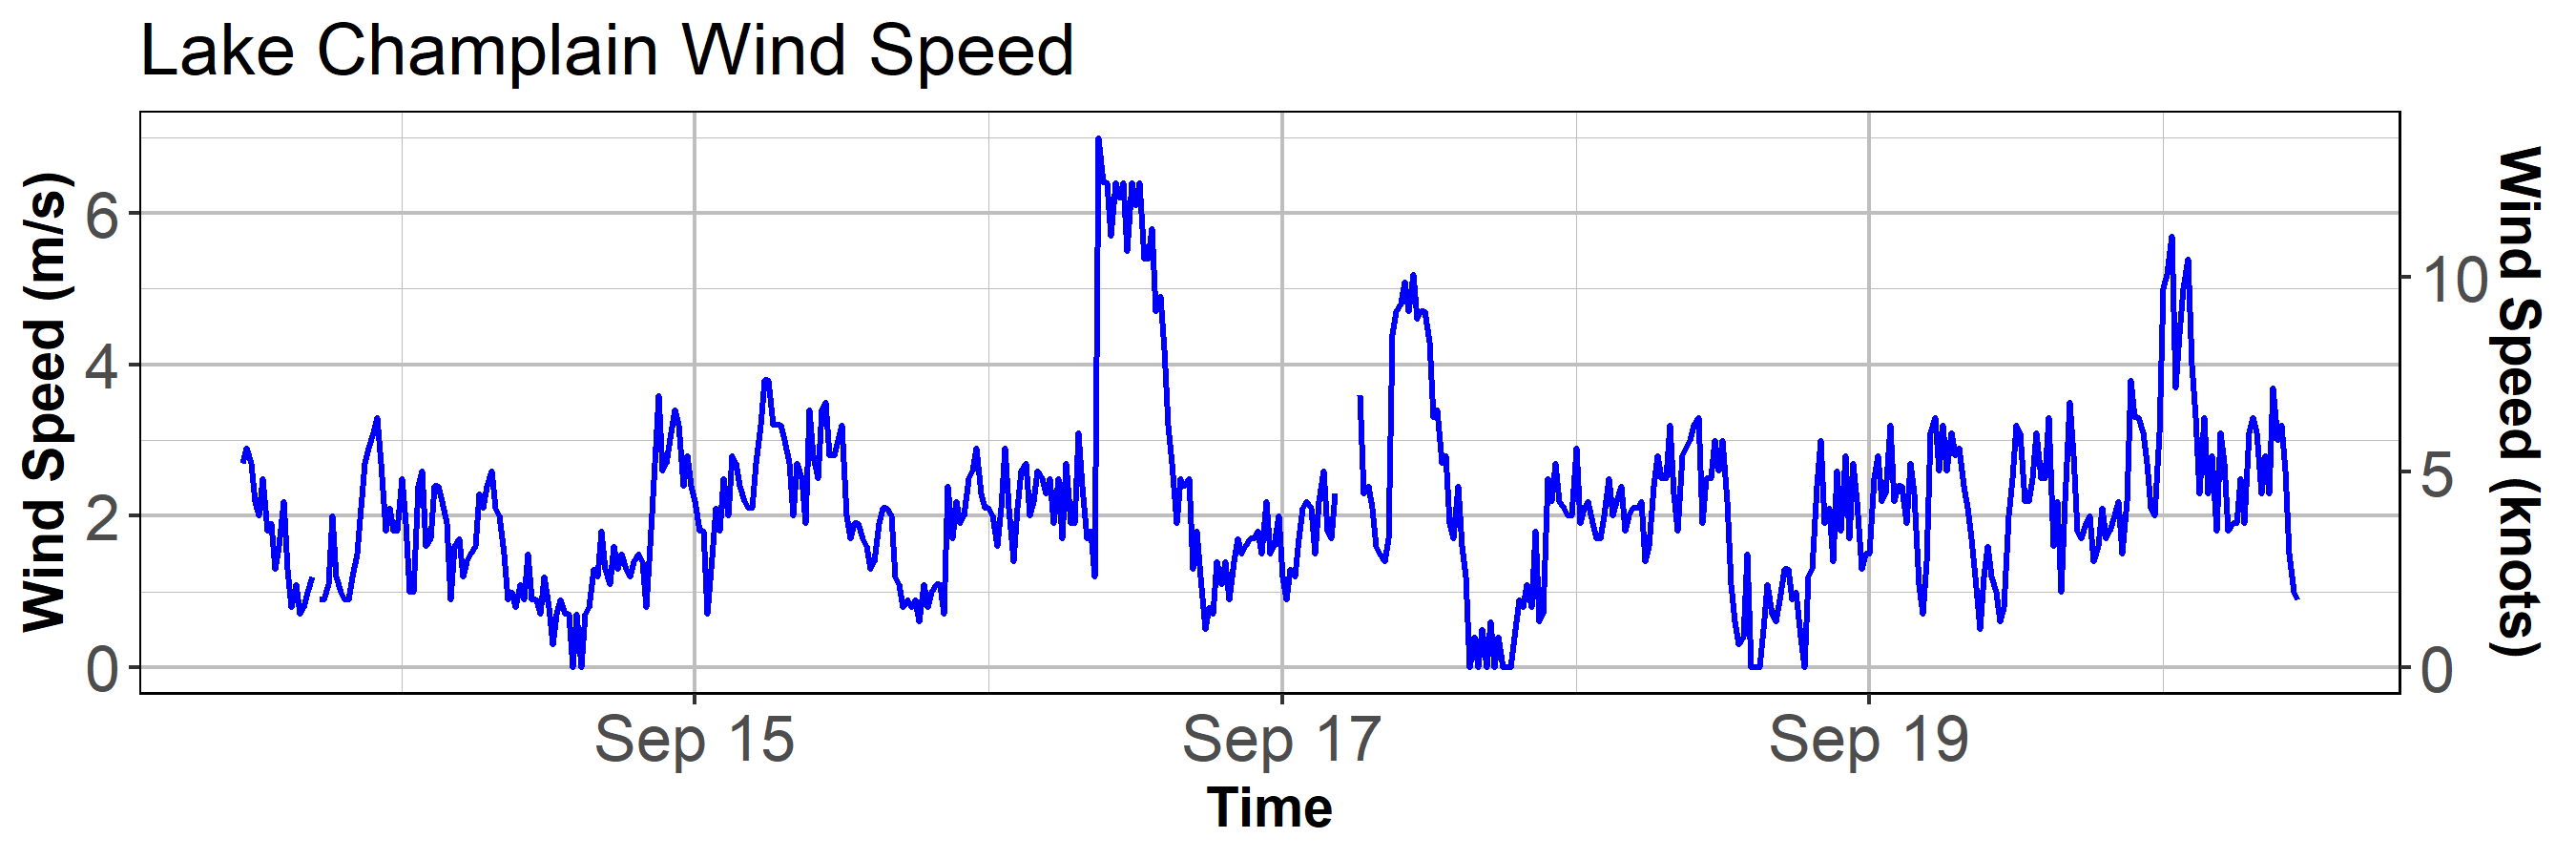 Lake Champlain Wind Speed
Wind Speed (m/s)
6
4
2
0
10
5
0
Wind Speed (knots)
Sep 15
Sep 17
Sep 19
Time